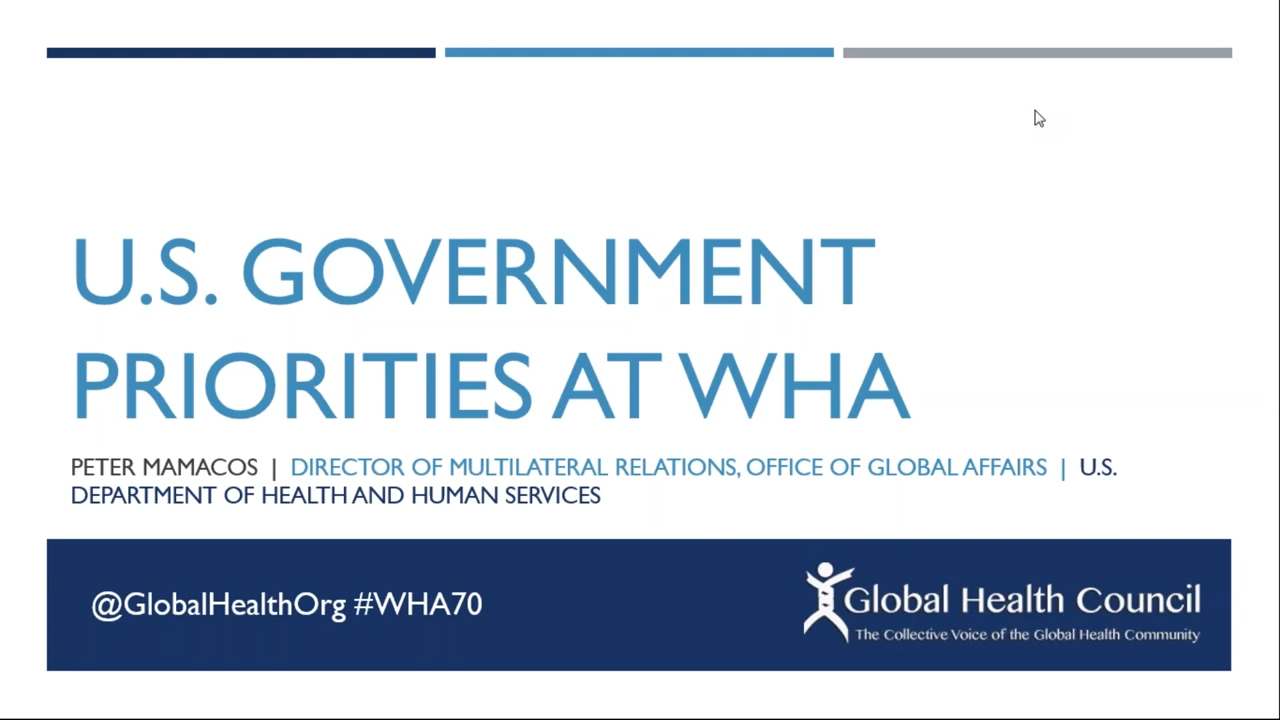 U.S. GOVERNMENT
PRIORITIES AT WHA
PETER MAMACOS | DIRECTOR OF MULTILATERAL RELATIONS, OFFICE OF GLOBAL AFFAIRS | U.S.
DEPARTMENT OF HEALTH AND HUMAN SERVICES
@GlobalHealthOrg #WHA70
Global Health Council
The Collective Voice of the Global Health Community